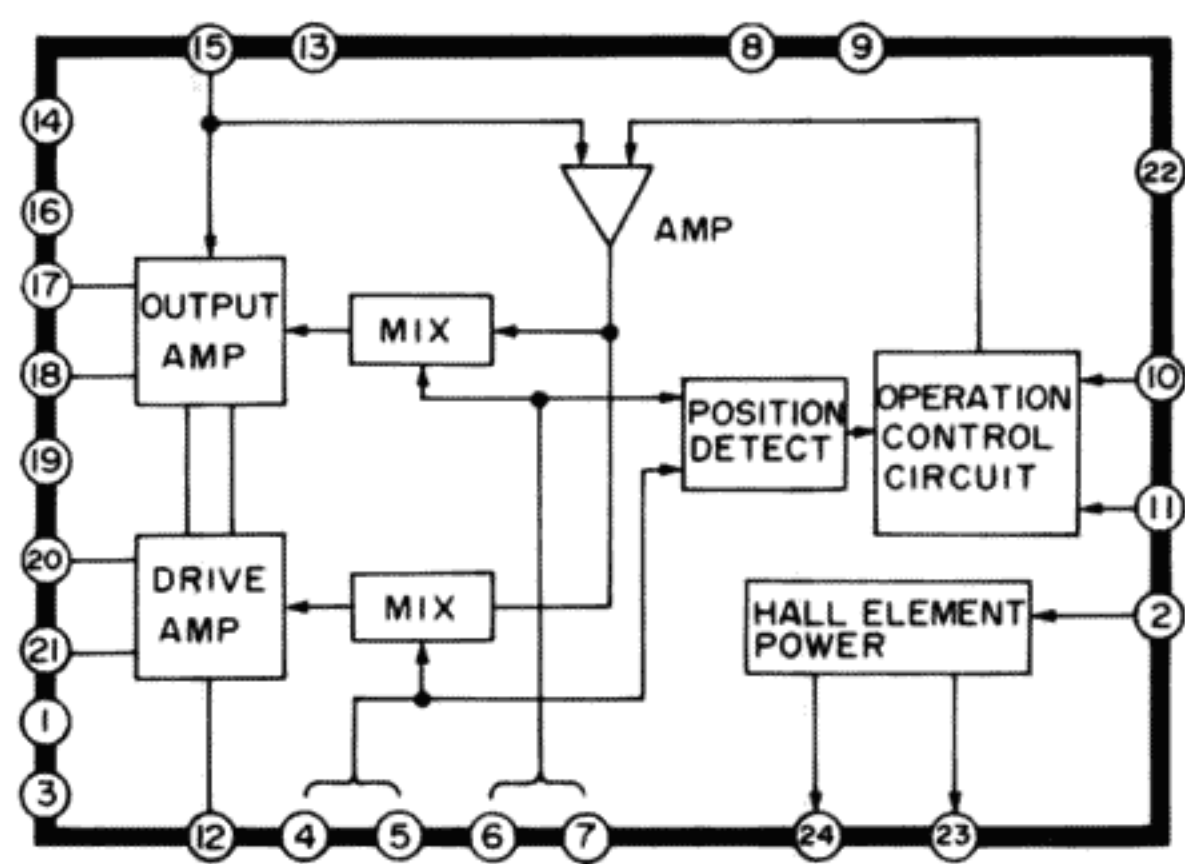 15 13 8 9
14
22
16
AMP
17
OUTPUT
AMP
MIX
18
10
POSITION
DETECT
OPERATION
CONTROL
CIRCUIT
19
11
20
DRIVE
AMP
MIX
HALL ELEMENT
POWER
2
21
1
3
12 4 5 6 7 24 23